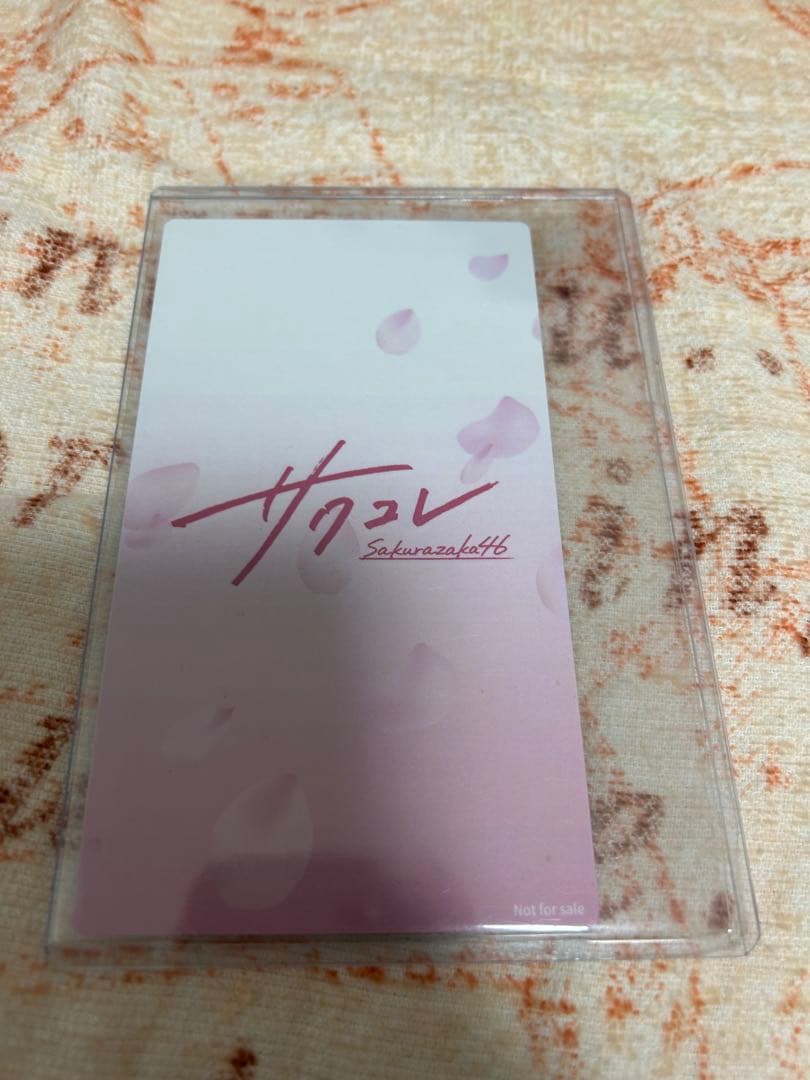 サクコレ
Sakurazaka46
Not for sale